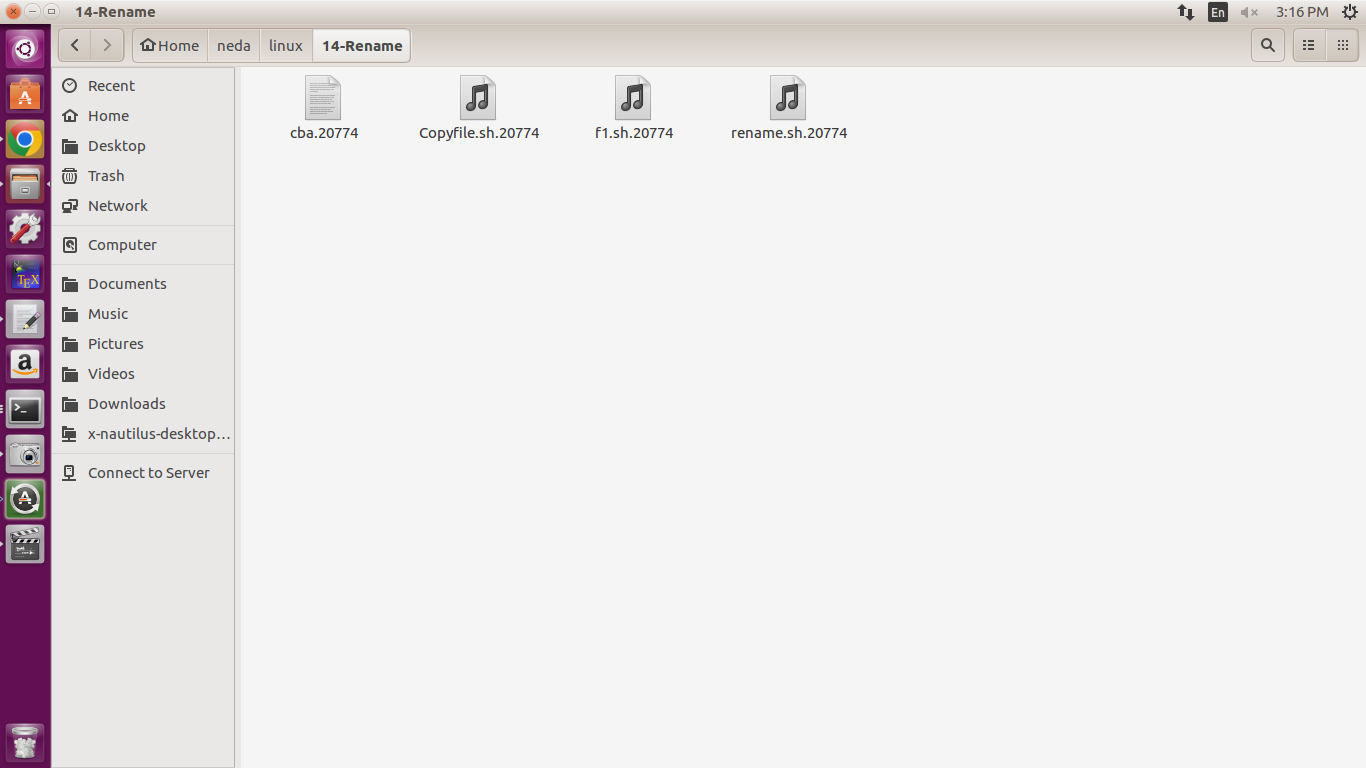 14-Rename
En
3:16 PM
Home
neda
linux
14-Rename
Recent
Home
Desktop
Trash
Network
Computer
Documents
Music
Pictures
Videos
Downloads
x-nautilus-desktop...
Connect to Server
cba.20774
Copyfile.sh.20774
f1.sh.20774
rename.sh.20774
A
TEX
a
>_
A